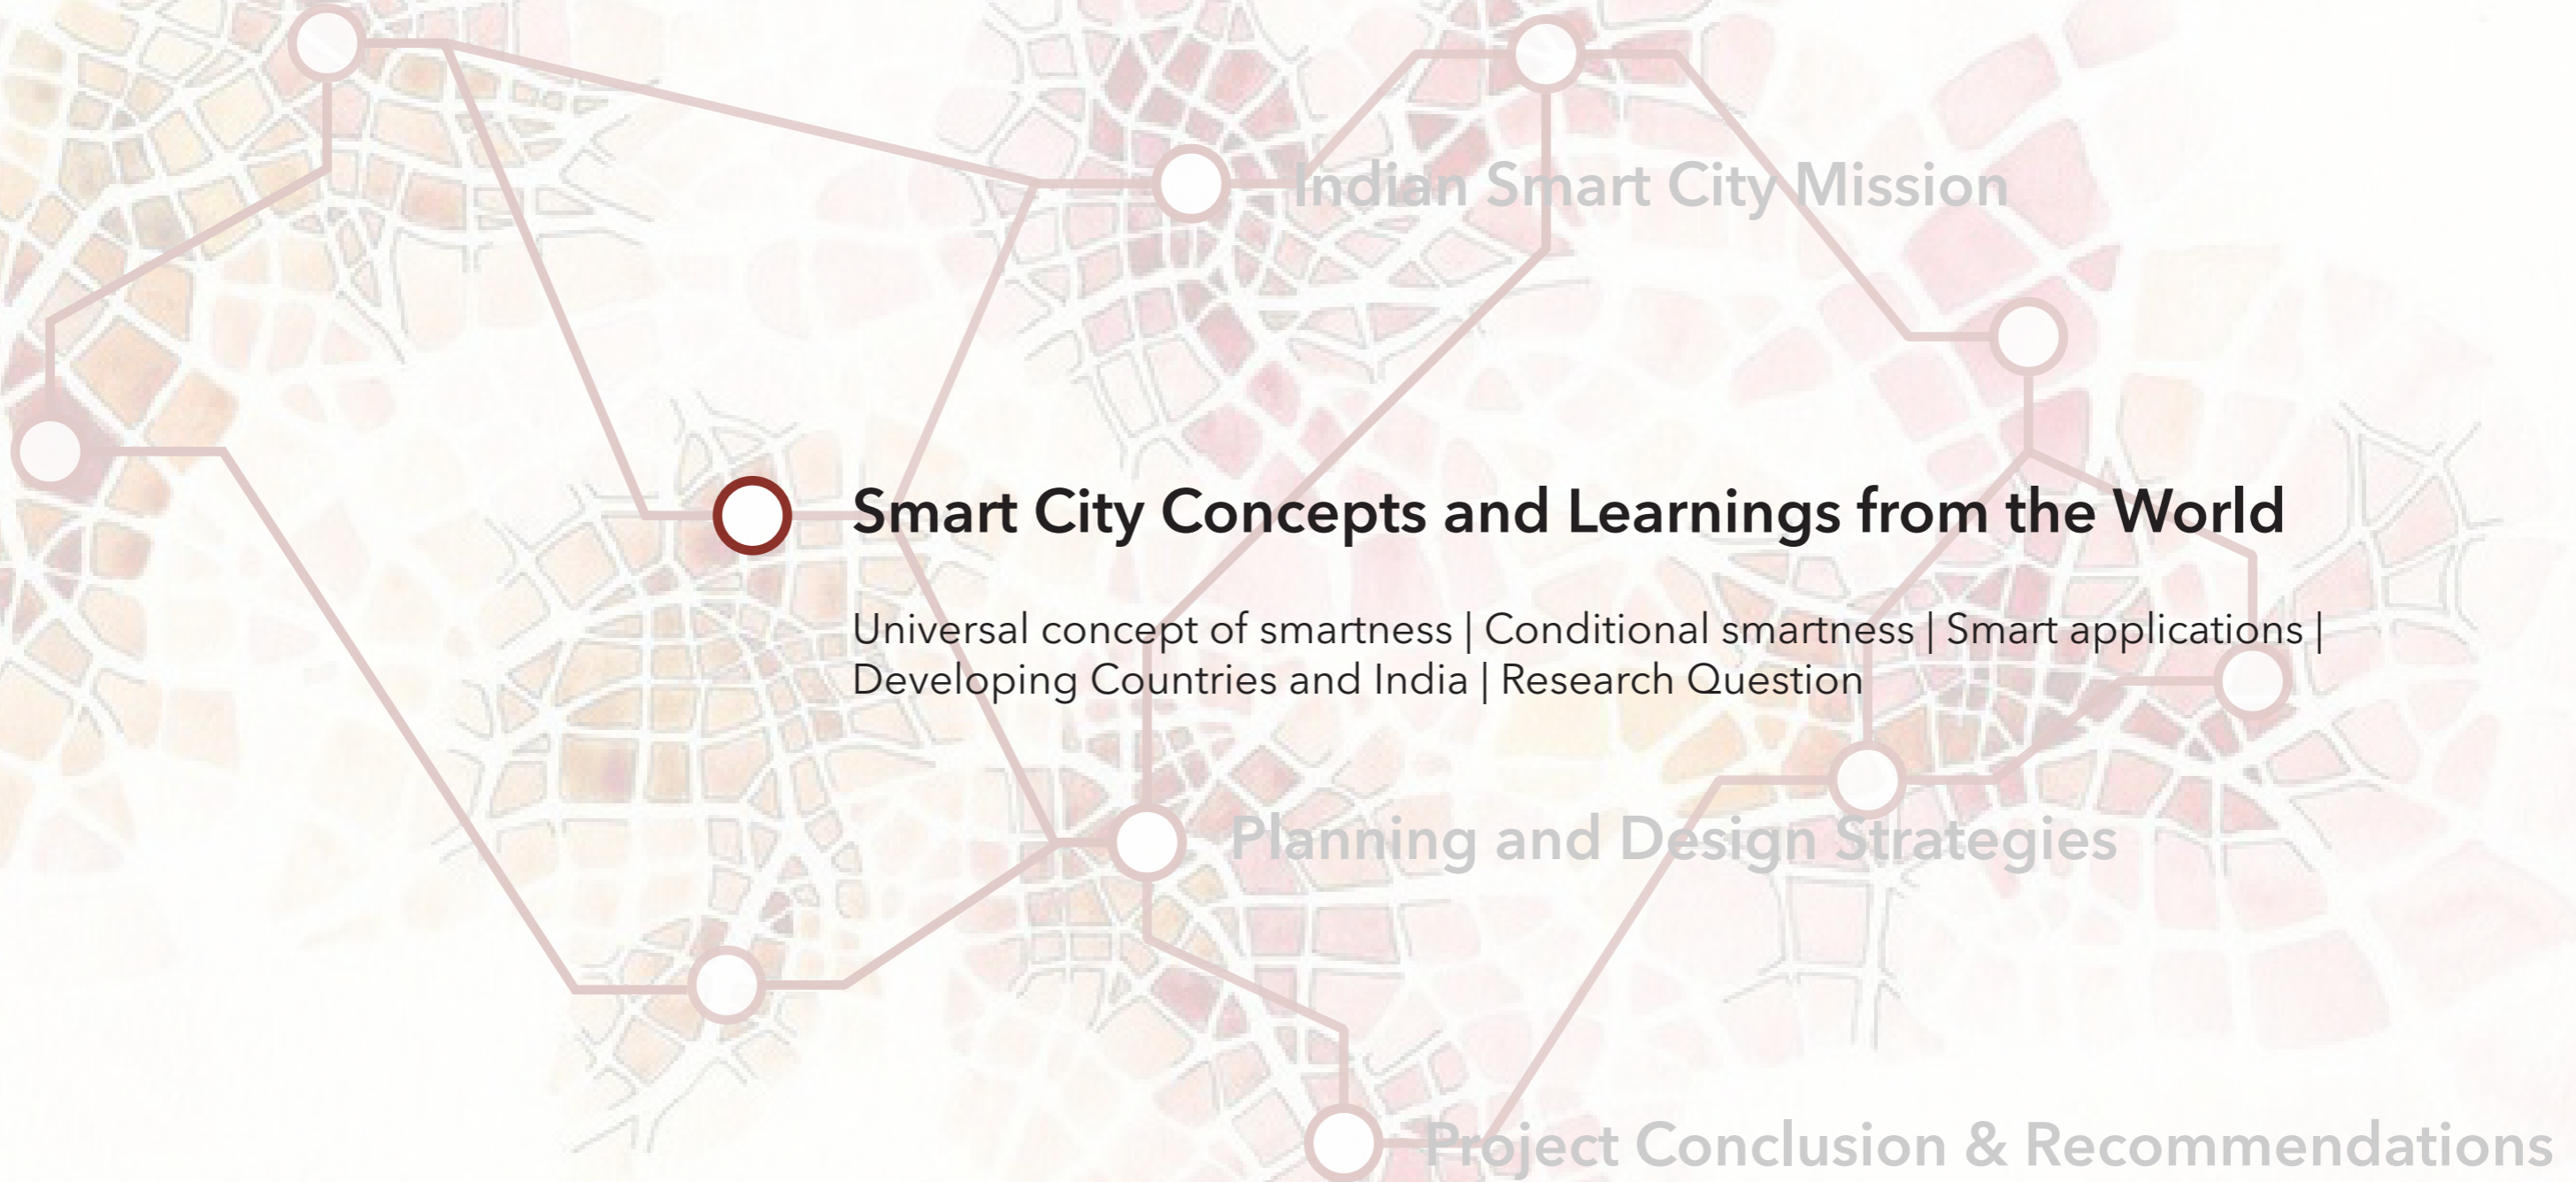 Indian Smart City Mission
Smart City Concepts and Learnings from the World
Universal concept of smartness | Conditional smartness | Smart applications |
Developing Countries and India | Research Question
Planning and Design Strategies
Project Conclusion & Recommendations